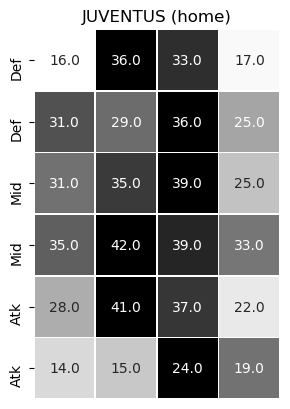 JUVENTUS (home)
Def 16.0 36.0 33.0 17.0
Def 31.0 29.0 36.0 25.0
Mid 31.0 35.0 39.0 25.0
Mid 35.0 42.0 39.0 33.0
Atk 28.0 41.0 37.0 22.0
Atk 14.0 15.0 24.0 19.0